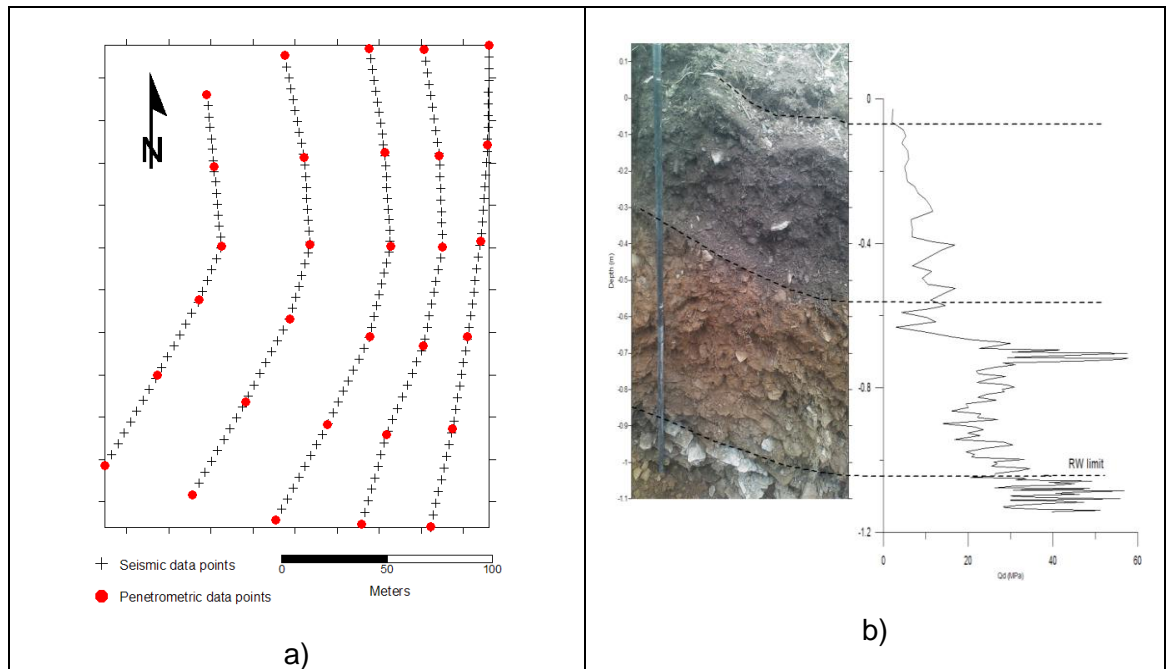 N
+ Seismic data points
Penetrometric data points
0 50 100
Meters
a)
0.1
0
-0.1
-0.2
-0.3
-0.4
-0.5
-0.6
-0.7
-0.8
-0.9
-1
-1.1
Depth (m)
0
-0.4
-0.8
-1.2
RW limit
0 20 40 60
Qd (MPa)
b)